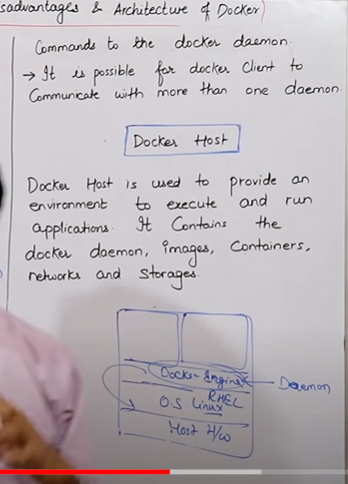 sadvantages & Architecture of Docker)
Commands to the docker daemon.
→ It is possible for docker Client to
Communicate with more than one daemon.
Docker Host
Docker Host is used to provide an
environment to execute and run
applications. It Contains the
docker daemon, images, Containers,
networks and Storages.
Docker Engine
Daemon
RHEL
O.S Linux
Host H/w